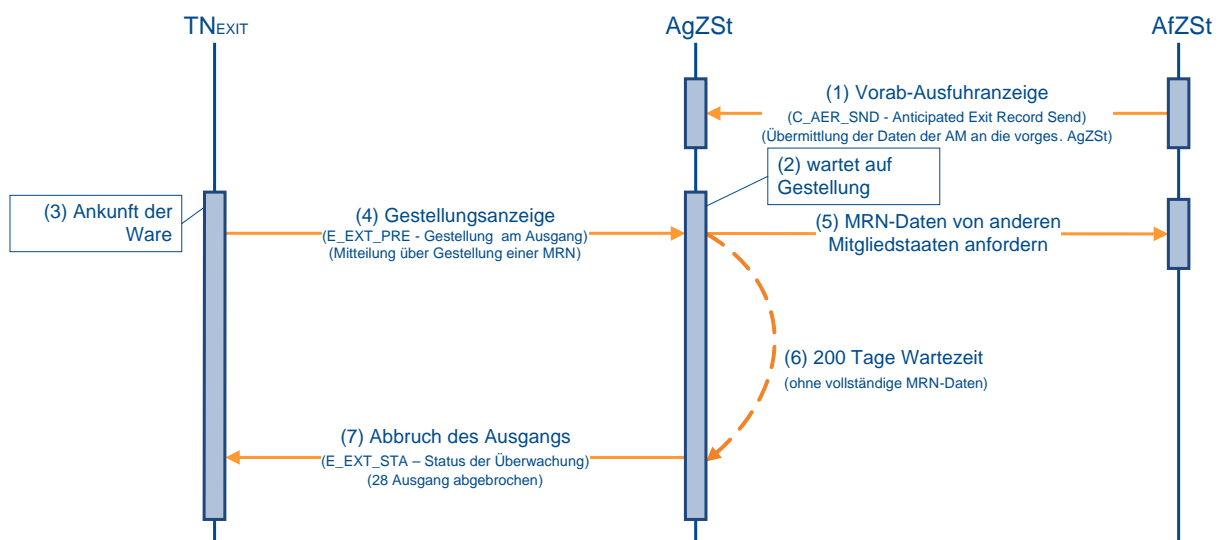 TNEXIT
AgZSt
AfZSt
(1) Vorab-Ausfuhranzeige
(C_AER_SND - Anticipated Exit Record Send)
(Übermittlung der Daten der AM an die vorges. AgZSt)
(2) wartet auf
Gestellung
(3) Ankunft der
Ware
(4) Gestellungsanzeige
(E_EXT_PRE - Gestellung am Ausgang)
(Mitteilung über Gestellung einer MRN)
(5) MRN-Daten von anderen
Mitgliedstaaten anfordern
(6) 200 Tage Wartezeit
(ohne vollständige MRN-Daten)
(7) Abbruch des Ausgangs
(E_EXT_STA – Status der Überwachung)
(28 Ausgang abgebrochen)